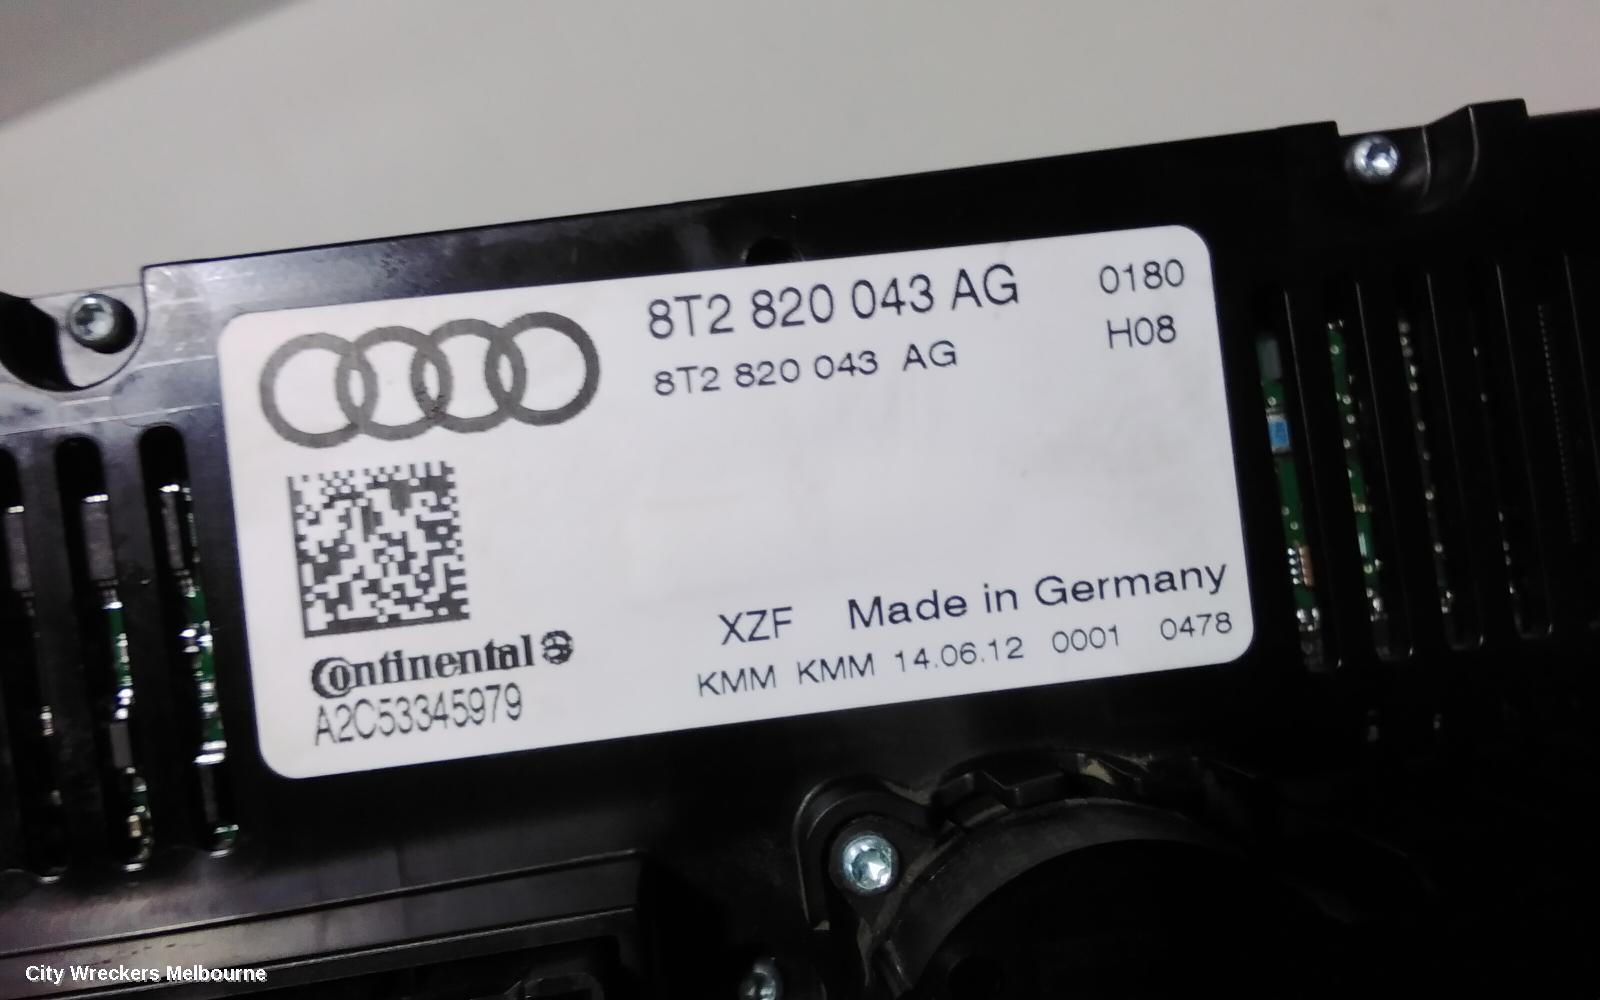 8T2 820 043 AG 0180
8T2 820 043 AG H08
XZF Made in Germany
KMM KMM 14.06.12 0001 0478
Continental
A2C53345979
City Wreckers Melbourne